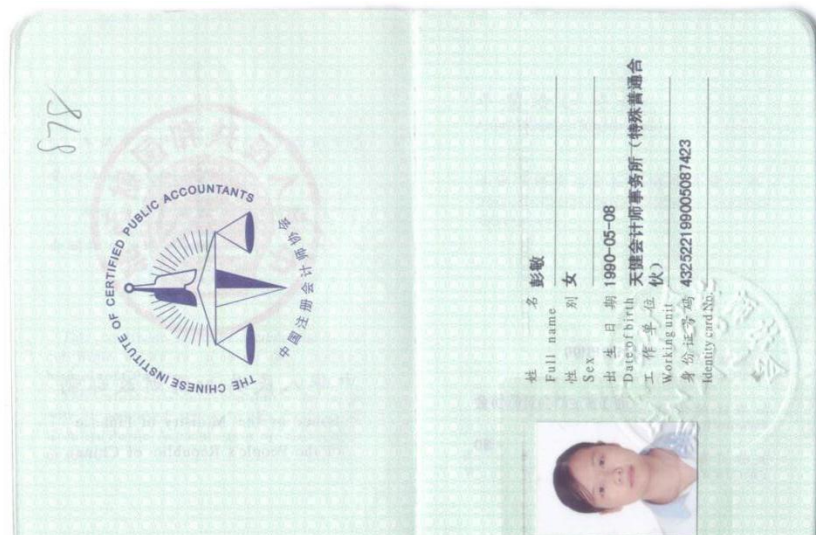 THE CHINESE INSTITUTE OF CERTIFIED PUBLIC ACCOUNTANTS
中国注册会计师协会
姓 名 彭敏
Full name
性 别 女
Sex
出 生 日 期 1990-05-08
Date of birth
工 作 单 位 天健会计师事务所（特殊普通合
Working unit 伙）
身份证号码 432522199005087423
Identity card No.